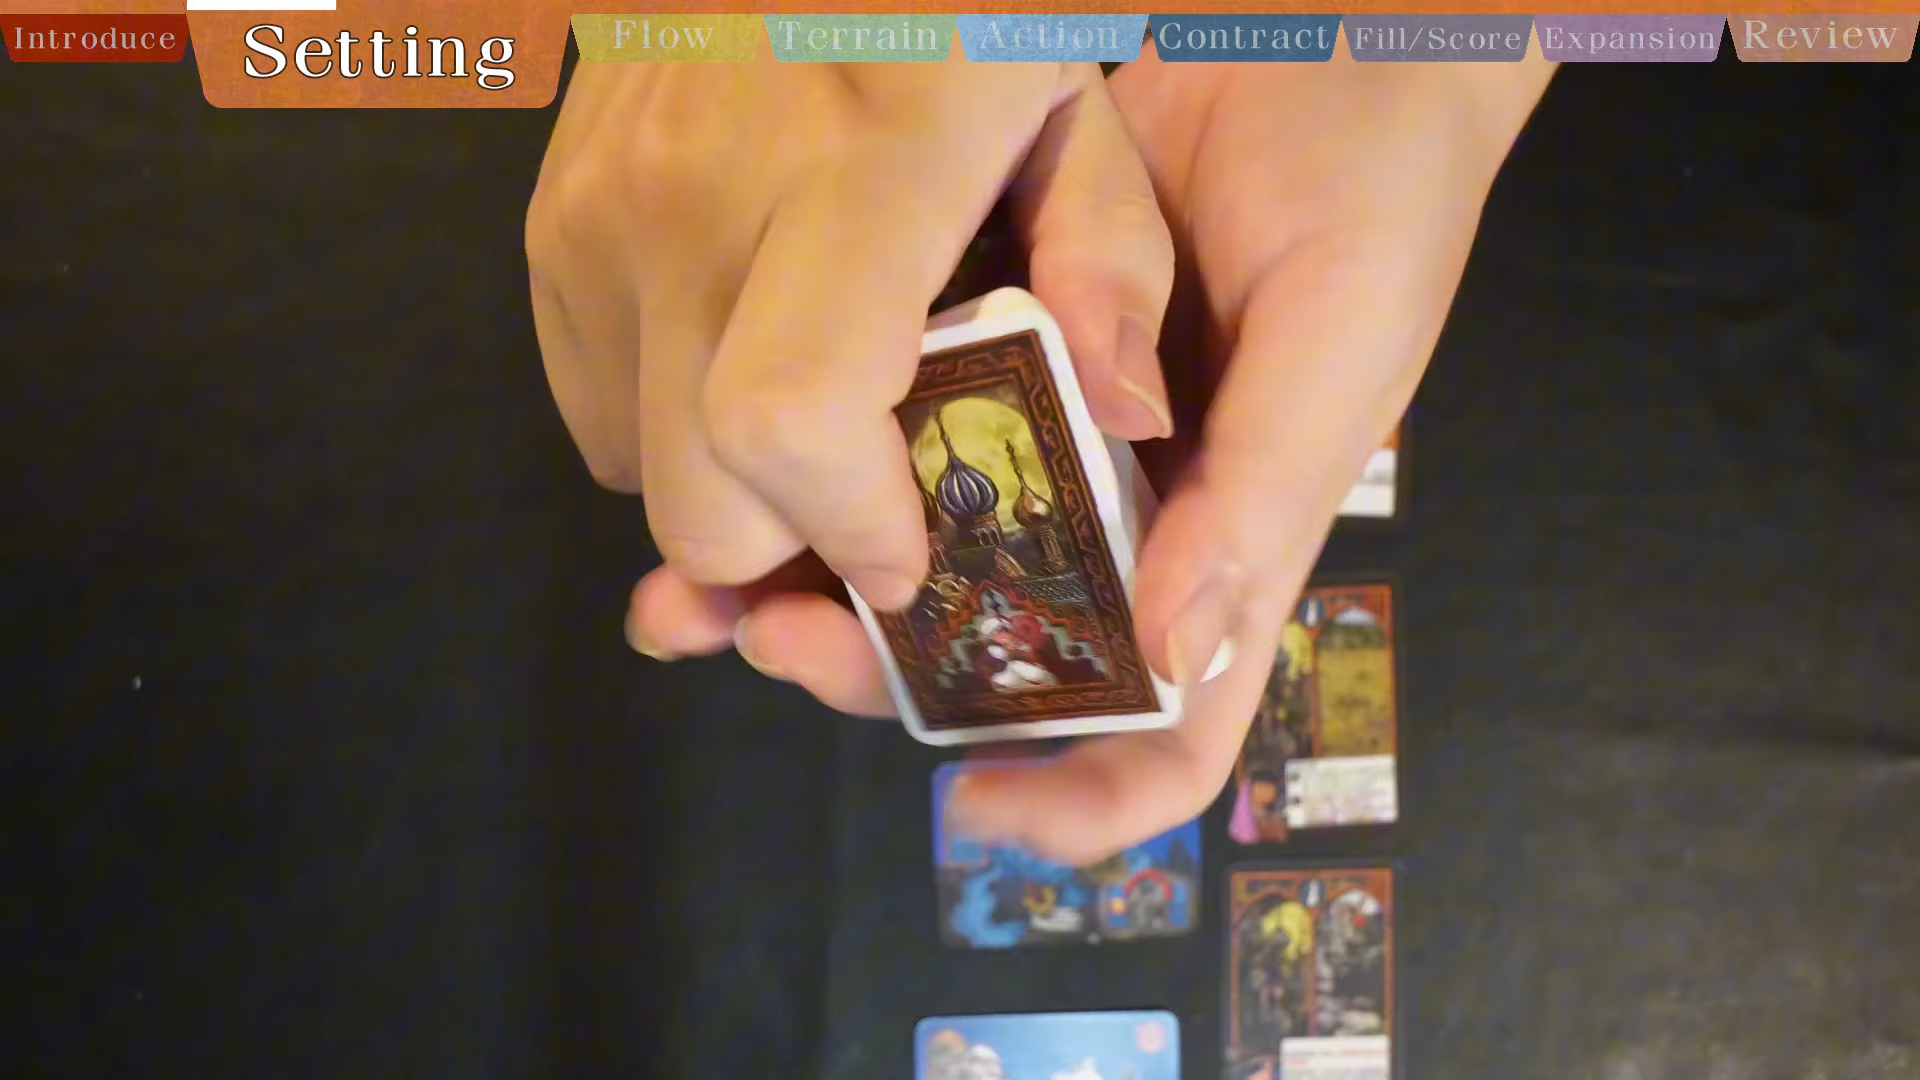 Introduce
Setting
Flow
Terrain
Action
Contract
Fill/Score
Expansion
Review